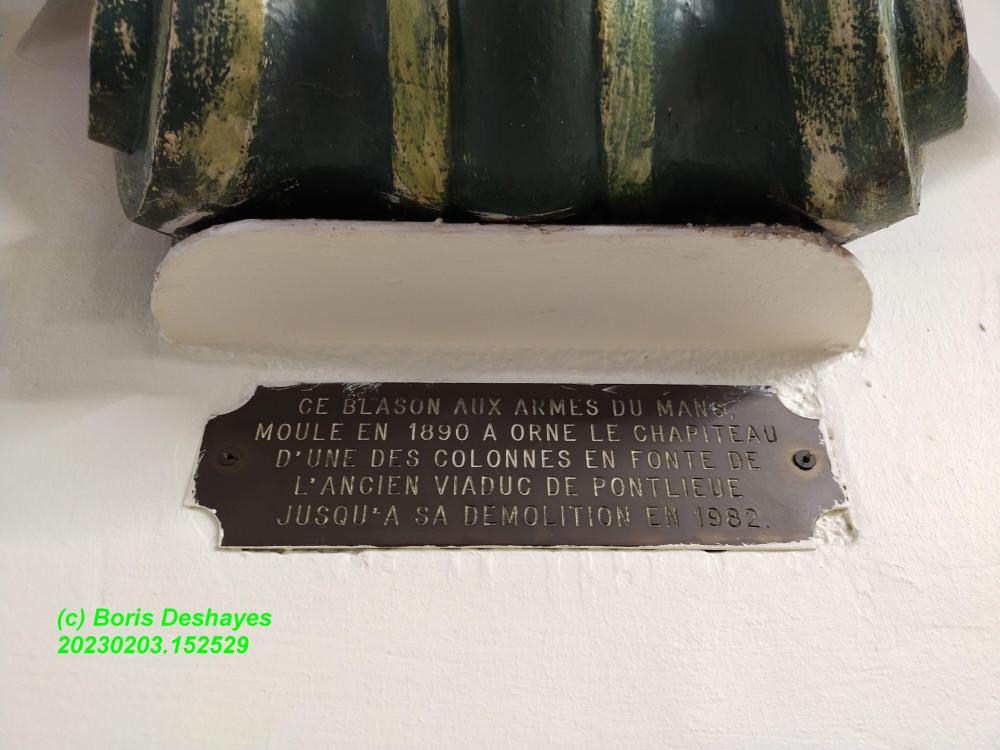 CE BLASON AUX ARMES DU MANS,
MOULE EN 1890 A ORNE LE CHAPITEAU
D'UNE DES COLONNES EN FONTE DE
L'ANCIEN VIADUC DE PONTLIEUE
JUSQU'A SA DEMOLITION EN 1982.
(c) Boris Deshayes
20230203.152529